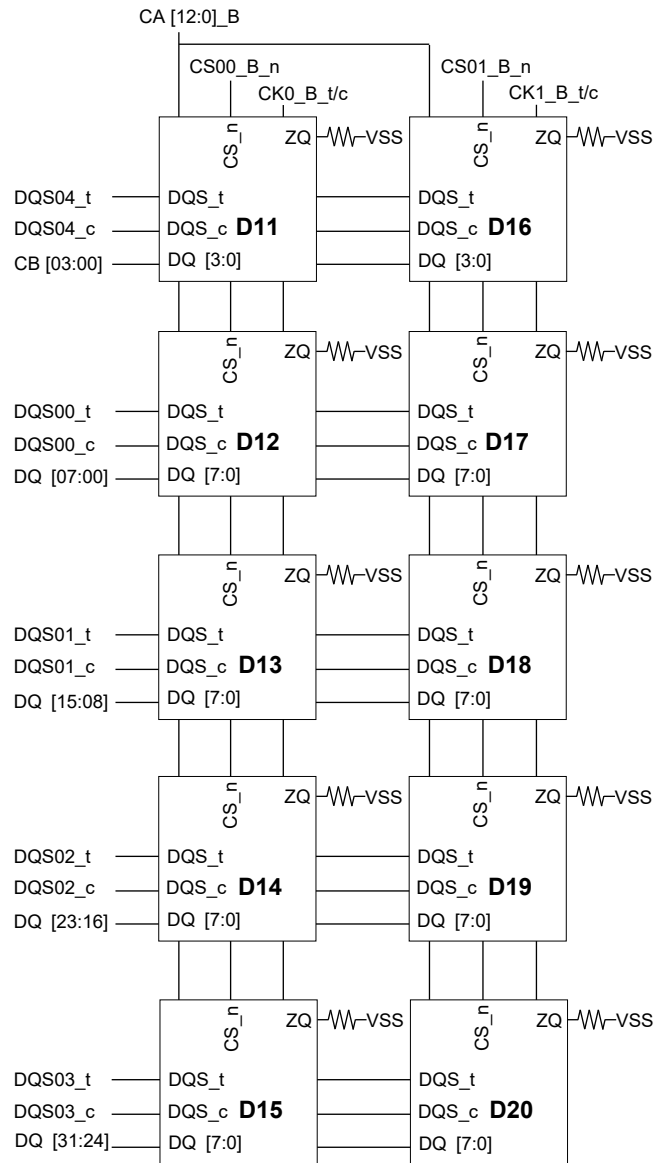 CA [12:0]_B
CS00_B_n CS01_B_n
CK0_B_t/c CK1_B_t/c
CS_n ZQ VSS CS_n ZQ VSS
DQS04_t DQS_t DQS_t
DQS04_c DQS_c D11 DQS_c D16
CB [03:00] DQ [3:0] DQ [3:0]
CS_n ZQ VSS CS_n ZQ VSS
DQS00_t DQS_t DQS_t
DQS00_c DQS_c D12 DQS_c D17
DQ [07:00] DQ [7:0] DQ [7:0]
CS_n ZQ VSS CS_n ZQ VSS
DQS01_t DQS_t DQS_t
DQS01_c DQS_c D13 DQS_c D18
DQ [15:08] DQ [7:0] DQ [7:0]
CS_n ZQ VSS CS_n ZQ VSS
DQS02_t DQS_t DQS_t
DQS02_c DQS_c D14 DQS_c D19
DQ [23:16] DQ [7:0] DQ [7:0]
CS_n ZQ VSS CS_n ZQ VSS
DQS03_t DQS_t DQS_t
DQS03_c DQS_c D15 DQS_c D20
DQ [31:24] DQ [7:0] DQ [7:0]